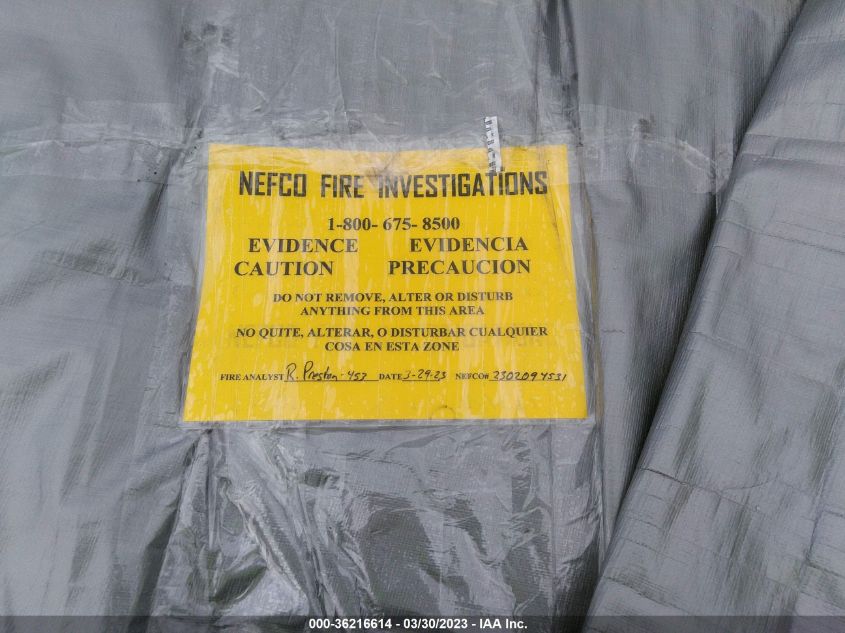 NEFCO FIRE INVESTIGATIONS
1-800- 675- 8500
EVIDENCE EVIDENCIA
CAUTION PRECAUCION
DO NOT REMOVE, ALTER OR DISTURB
ANYTHING FROM THIS AREA
NO QUITE, ALTERAR, O DISTURBAR CUALQUIER
COSA EN ESTA ZONE
FIRE ANALYST R. Preston - 457 DATE 3-29-23 NEFCO# 2302094531
000-36216614 — 03/30/2023 — IAA Inc.